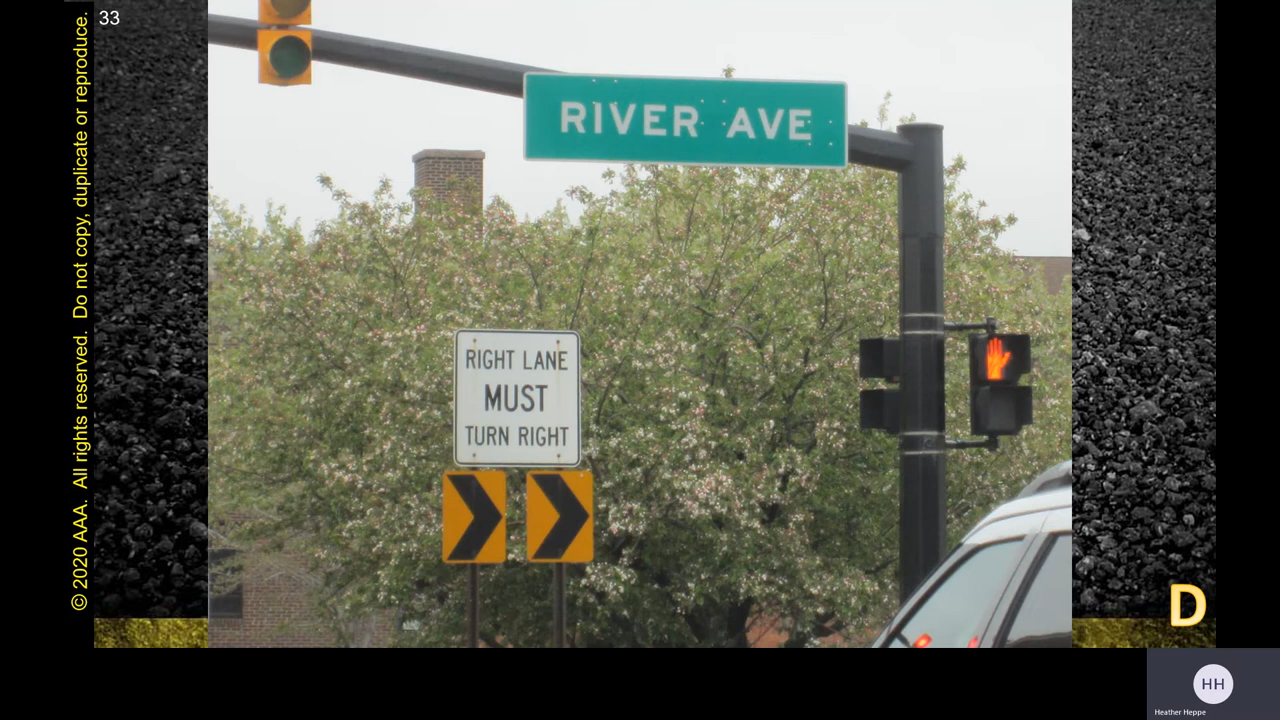 © 2020 AAA. All rights reserved. Do not copy, duplicate or reproduce.
33
RIVER AVE
RIGHT LANE
MUST
TURN RIGHT
D
HH
Heather Heppe